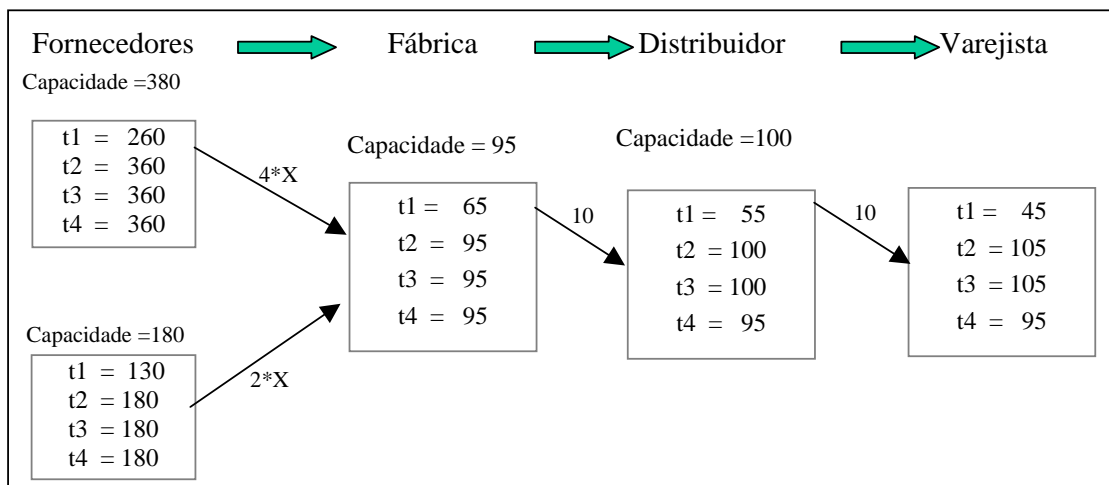 Fornecedores Fábrica Distribuidor Varejista
Capacidade =380
t1 = 260
t2 = 360
t3 = 360
t4 = 360
4*X
Capacidade =180
t1 = 130
t2 = 180
t3 = 180
t4 = 180
2*X
Capacidade = 95
t1 = 65
t2 = 95
t3 = 95
t4 = 95
10
Capacidade =100
t1 = 55
t2 = 100
t3 = 100
t4 = 95
10
t1 = 45
t2 = 105
t3 = 105
t4 = 95